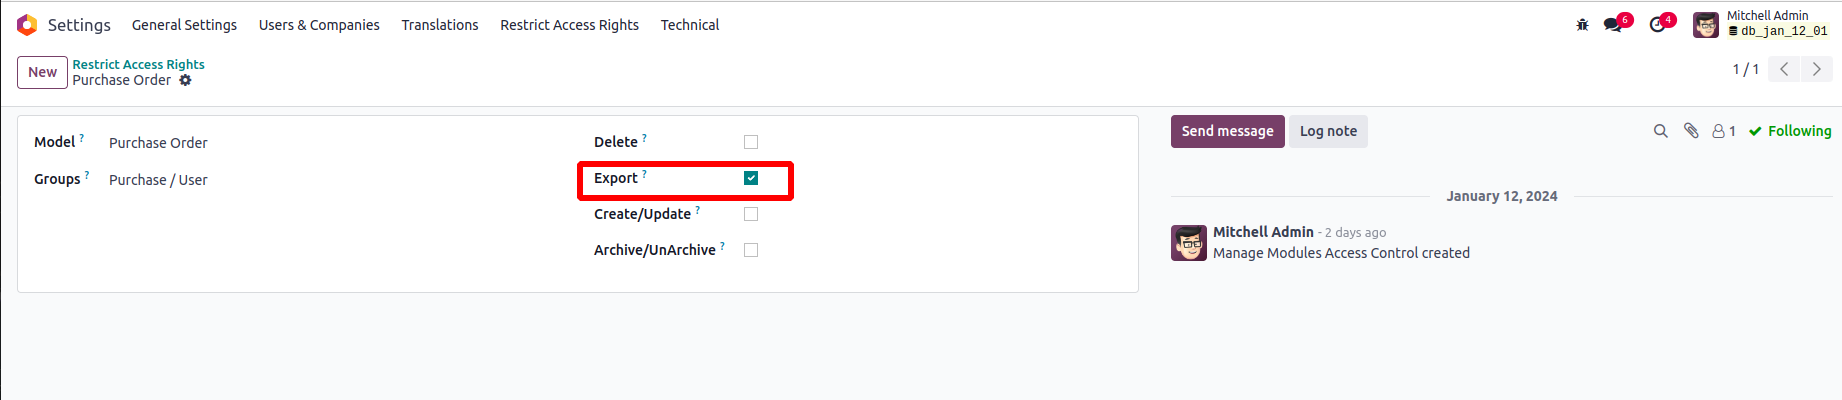 Settings General Settings Users & Companies Translations Restrict Access Rights Technical 6 4 Mitchell Admin
db_jan_12_01
New Restrict Access Rights
Purchase Order 1 / 1
Model ? Purchase Order
Groups ? Purchase / User
Delete ?
Export ?
Create/Update ?
Archive/UnArchive ?
Send message Log note 1 Following
January 12, 2024
Mitchell Admin - 2 days ago
Manage Modules Access Control created